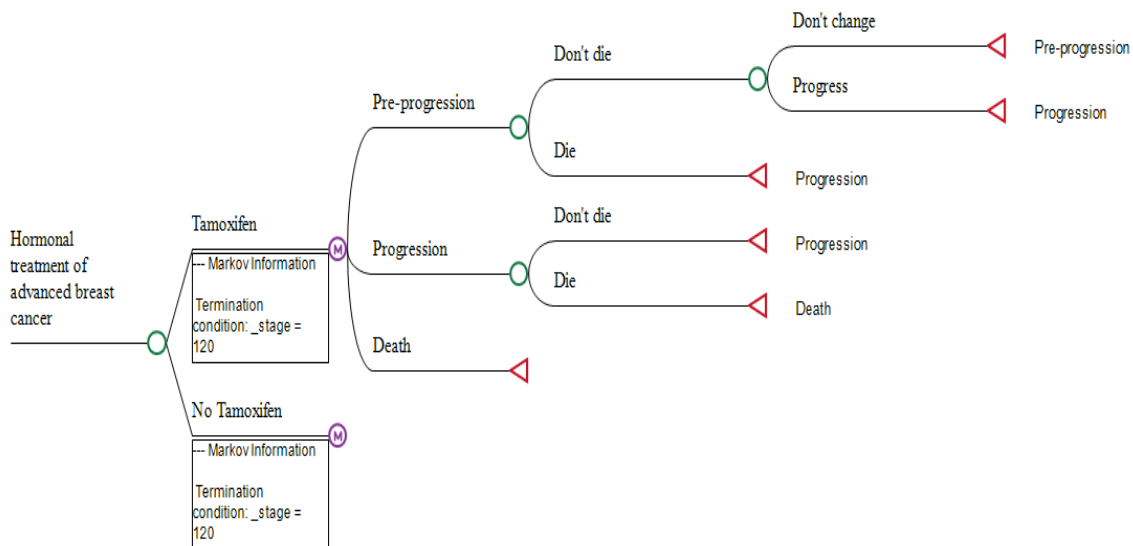 Don't change
Pre-progression
Don't die
Progress
Pre-progression
Progression
Die
Progression
Tamoxifen
Don't die
Hormonal
treatment of
advanced breast
cancer
Progression
Progression
--- Markov Information
Termination
condition: _stage =
120
Die
Death
Death
No Tamoxifen
--- Markov Information
Termination
condition: _stage =
120